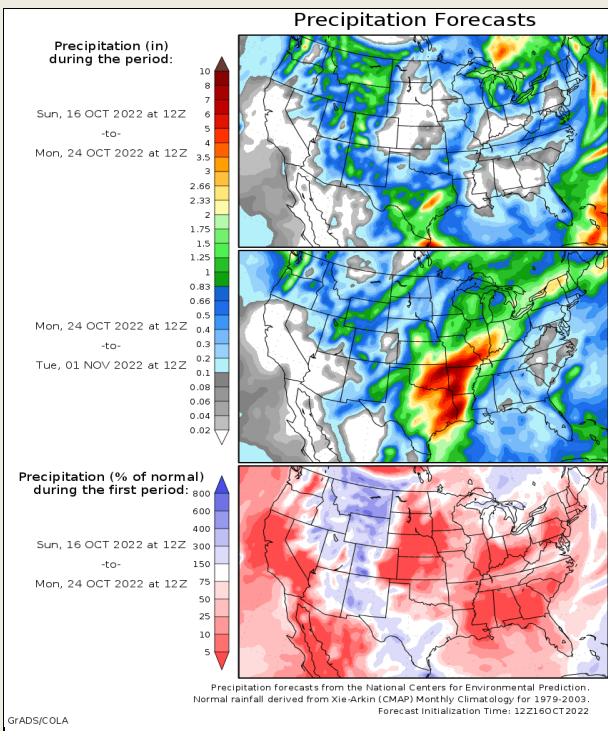 Precipitation Forecasts
Precipitation (in)
during the period:
Sun, 16 OCT 2022 at 12Z
-to-
Mon, 24 OCT 2022 at 12Z
10
8
7
6
5
4
3.5
3
2.66
2.33
2
1.75
1.5
1.25
1
0.83
0.66
0.5
0.4
0.3
0.2
0.1
0.08
0.06
0.04
0.02
Mon, 24 OCT 2022 at 12Z
-to-
Tue, 01 NOV 2022 at 12Z
Precipitation (% of normal)
during the first period:
Sun, 16 OCT 2022 at 12Z
-to-
Mon, 24 OCT 2022 at 12Z
800
600
400
300
150
75
50
25
10
5
Precipitation forecasts from the National Centers for Environmental Prediction.
Normal rainfall derived from Xie-Arkin (CMAP) Monthly Climatology for 1979-2003.
Forecast Initialization Time: 12Z16OCT2022
GrADS/COLA